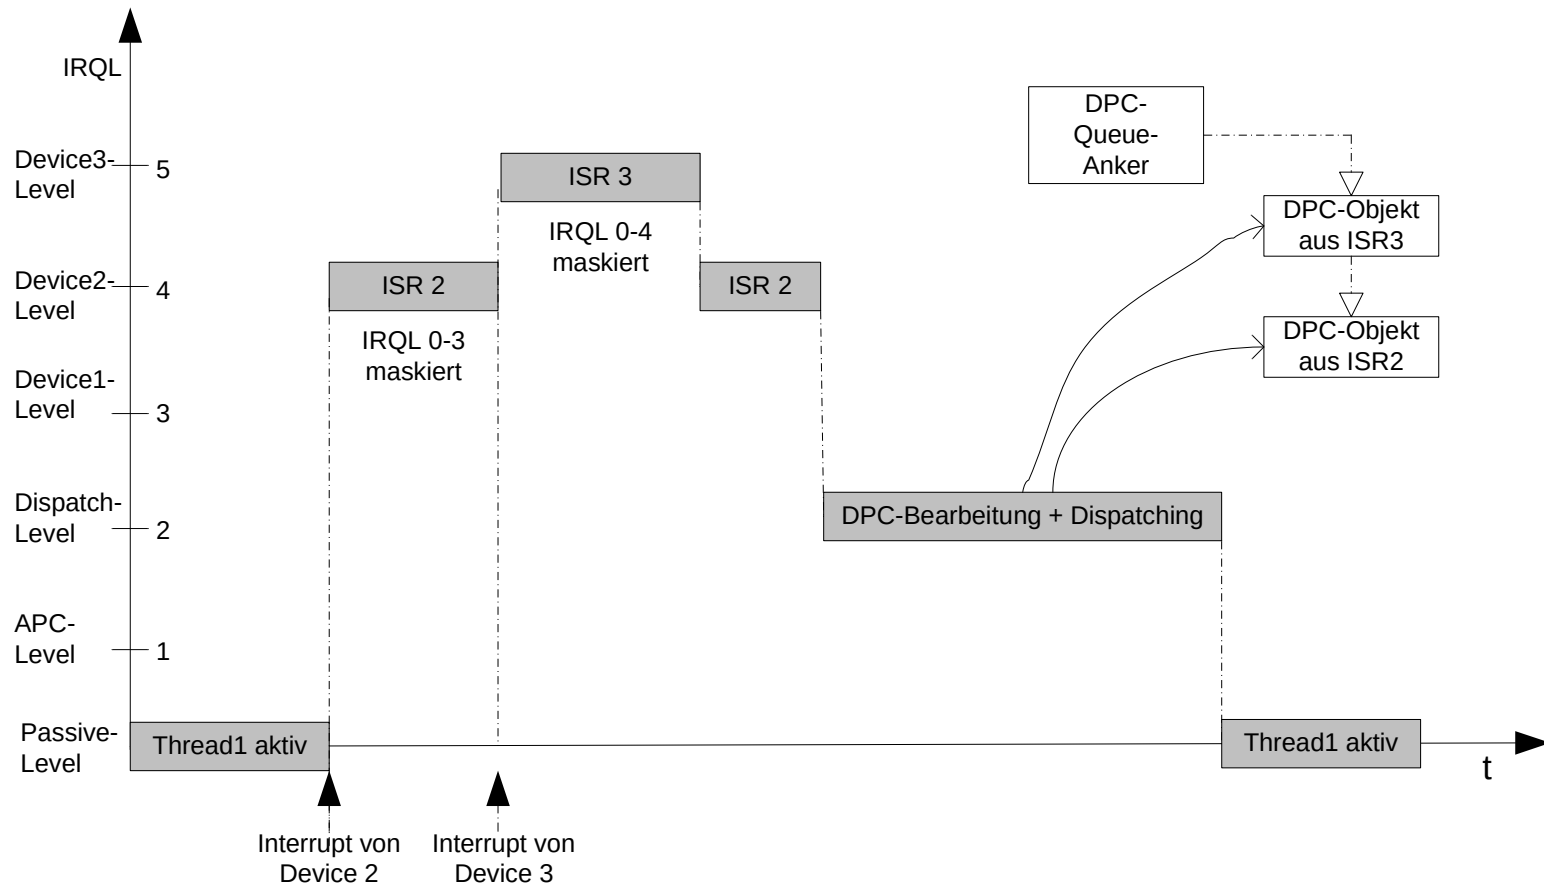 IRQL
DPC-
Queue-
Anker
Device3-
Level
5
ISR 3
DPC-Objekt
aus ISR3
IRQL 0-4
maskiert
Device2-
Level
4
ISR 2
ISR 2
DPC-Objekt
aus ISR2
IRQL 0-3
maskiert
Device1-
Level
3
Dispatch-
Level
2
DPC-Bearbeitung + Dispatching
APC-
Level
1
Passive-
Level
Thread1 aktiv
Thread1 aktiv
t
Interrupt von
Device 2
Interrupt von
Device 3